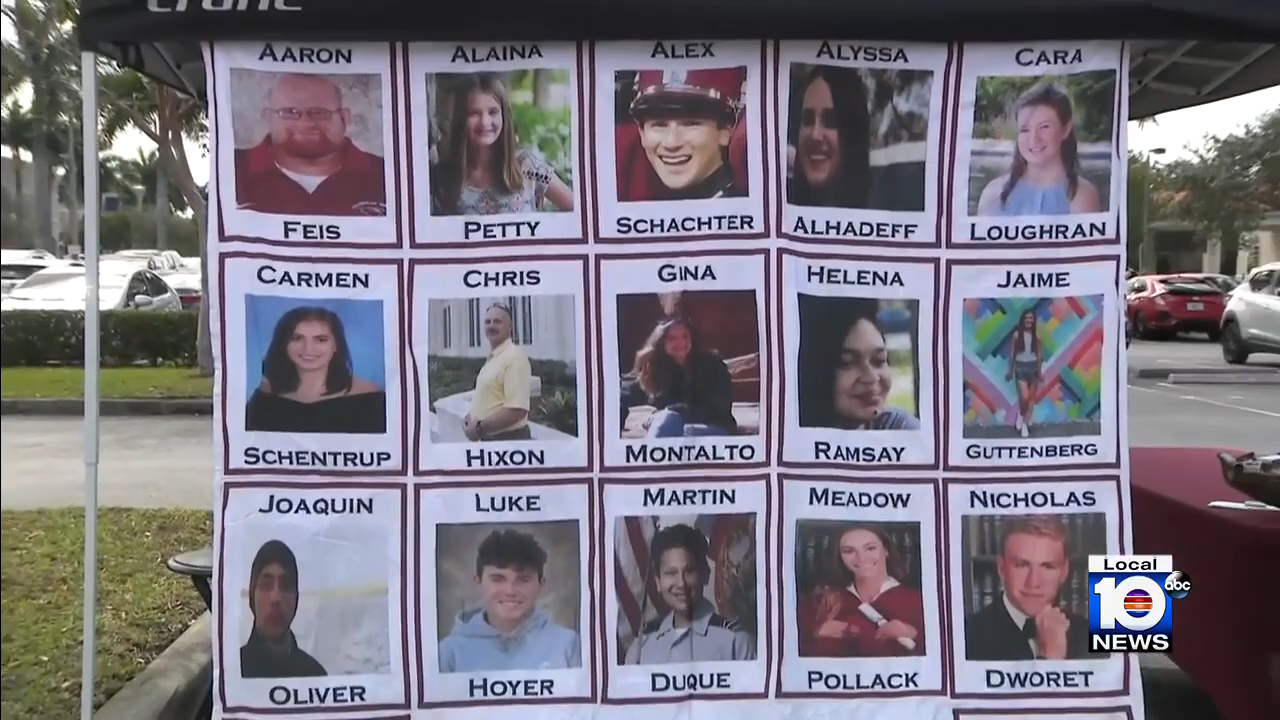 crane
AARON ALAINA ALEX ALYSSA CARA
FEIS PETTY SCHACHTER ALHADEFF LOUGHRAN
CARMEN CHRIS GINA HELENA JAIME
SCHENTRUP HIXON MONTALTO RAMSAY GUTTENBERG
JOAQUIN LUKE MARTIN MEADOW NICHOLAS
OLIVER HOYER DUQUE POLLACK DWORET
Local
10 abc
NEWS